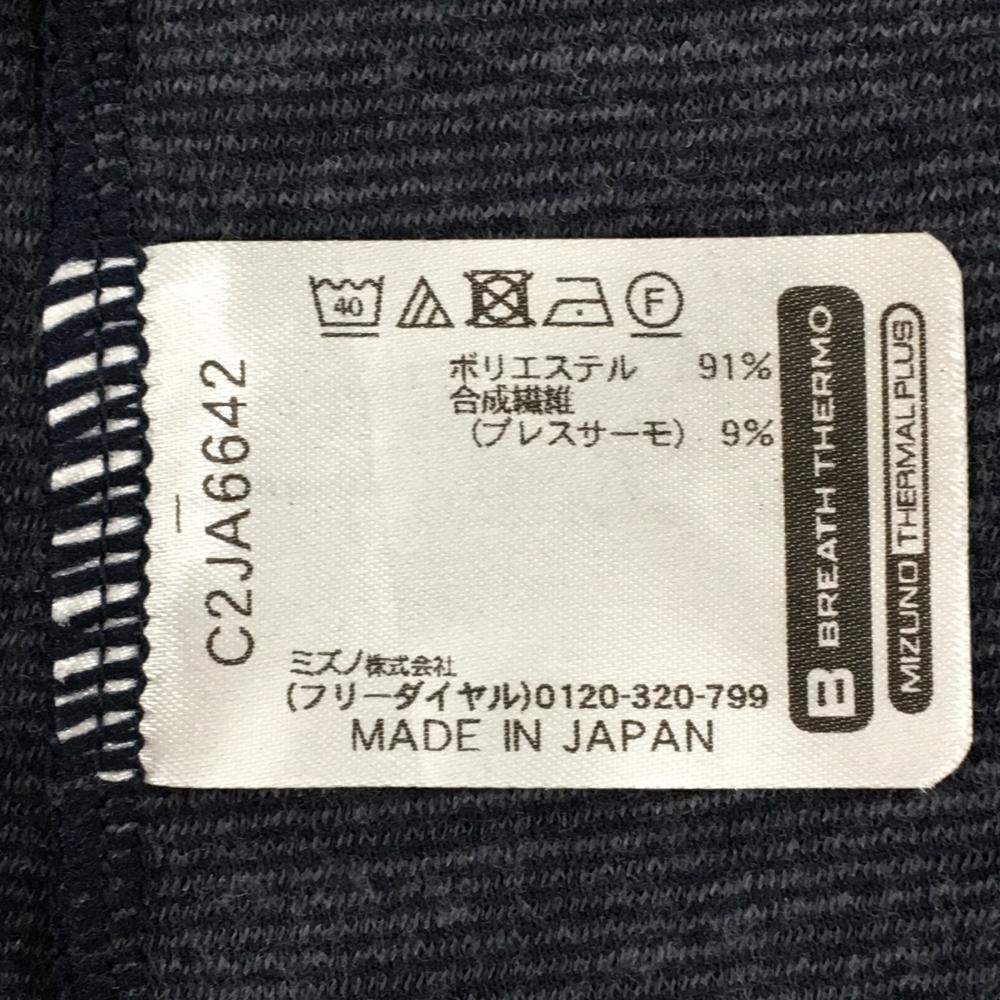 40
F
ポリエステル 91%
合成繊維
(ブレスサーモ) 9%
C2JA6642
ミズノ株式会社
(フリーダイヤル)0120-320-799
MADE IN JAPAN
B BREATH THERMO
MIZUNO THERMAL PLUS